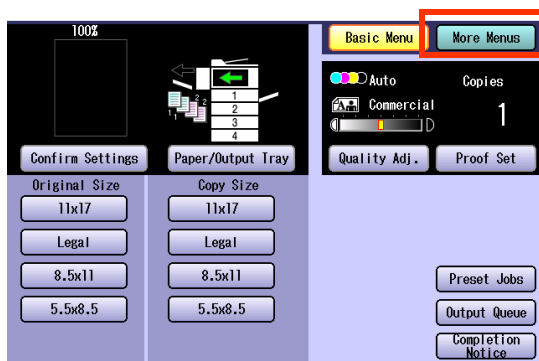 100%
Basic Menu
More Menus
Auto
Copies
Commercial
1
1
2
3
4
1 1 2 2
Confirm Settings
Paper/Output Tray
Quality Adj.
Proof Set
Original Size
Copy Size
11x17
11x17
Legal
Legal
8.5x11
8.5x11
Preset Jobs
5.5x8.5
5.5x8.5
Output Queue
Completion
Notice